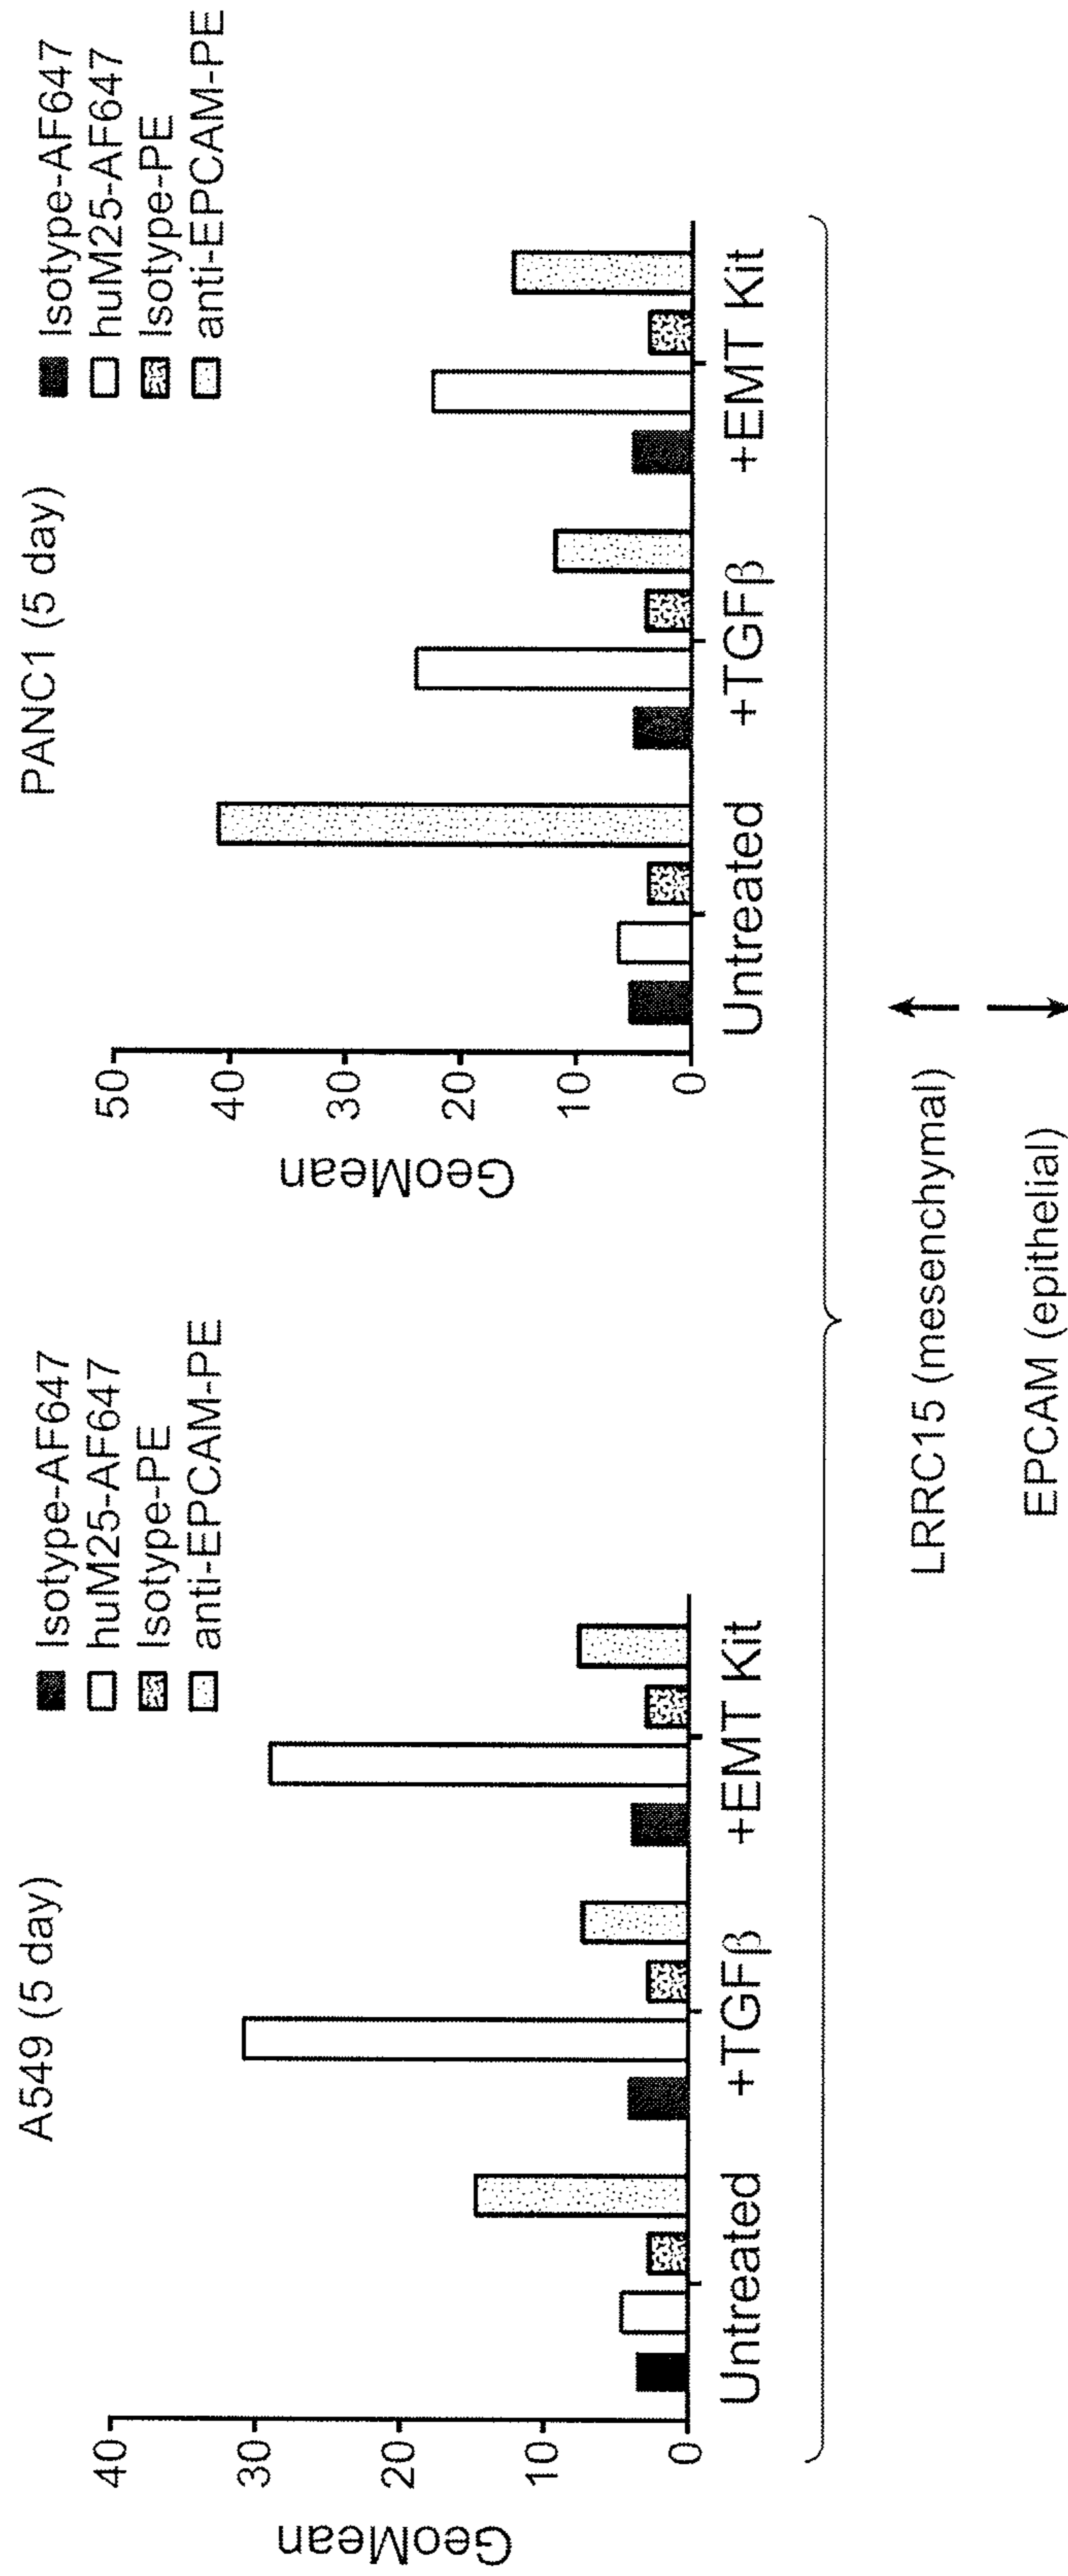 A549 (5 day)
Isotype-AF647
huM25-AF647
Isotype-PE
anti-EPCAM-PE
GeoMean
40
30
20
10
0
Untreated
+TGFβ
+EMT Kit
PANC1 (5 day)
Isotype-AF647
huM25-AF647
Isotype-PE
anti-EPCAM-PE
GeoMean
50
40
30
20
10
0
Untreated
+TGFβ
+EMT Kit
LRRC15 (mesenchymal)
EPCAM (epithelial)